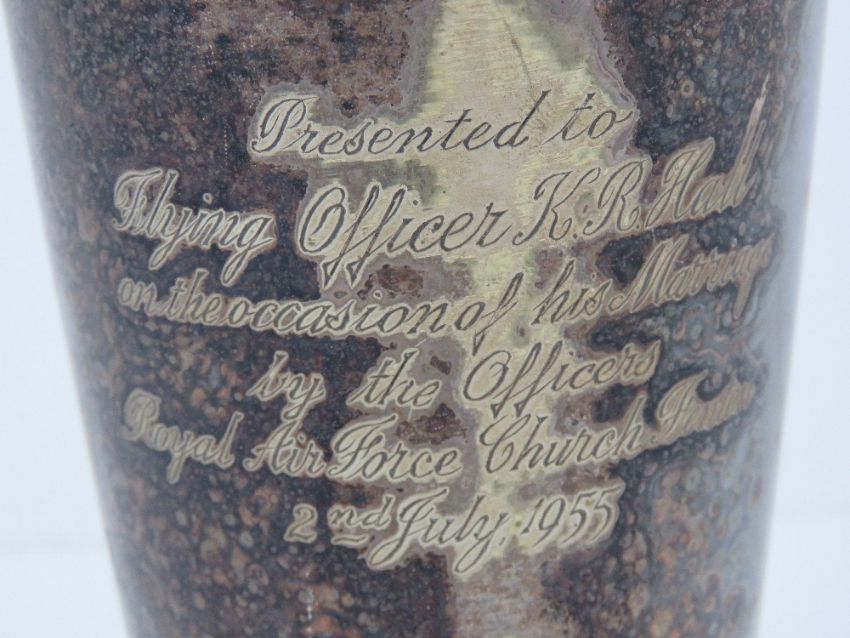 Presented to
Flying Officer K.R. Hall
on the occasion of his Marriage
by the Officers
Royal Air Force Church
2nd July, 1955